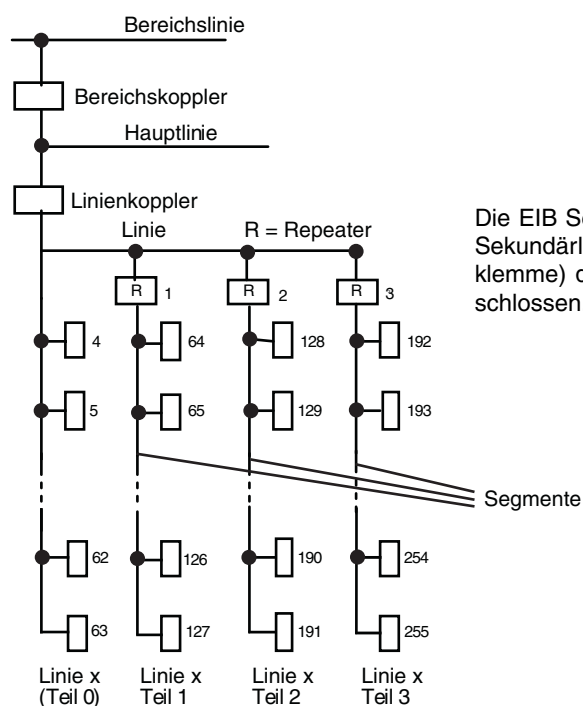 Bereichslinie
Bereichskoppler
Hauptlinie
Linienkoppler
Linie
R = Repeater
Die EIB
Sekundärl
klemme)
schlossen
R 1
R 2
R 3
4
64
128
192
5
65
129
193
Segmente
62
126
190
254
63
127
191
255
Linie x
(Teil 0)
Linie x
Teil 1
Linie x
Teil 2
Linie x
Teil 3